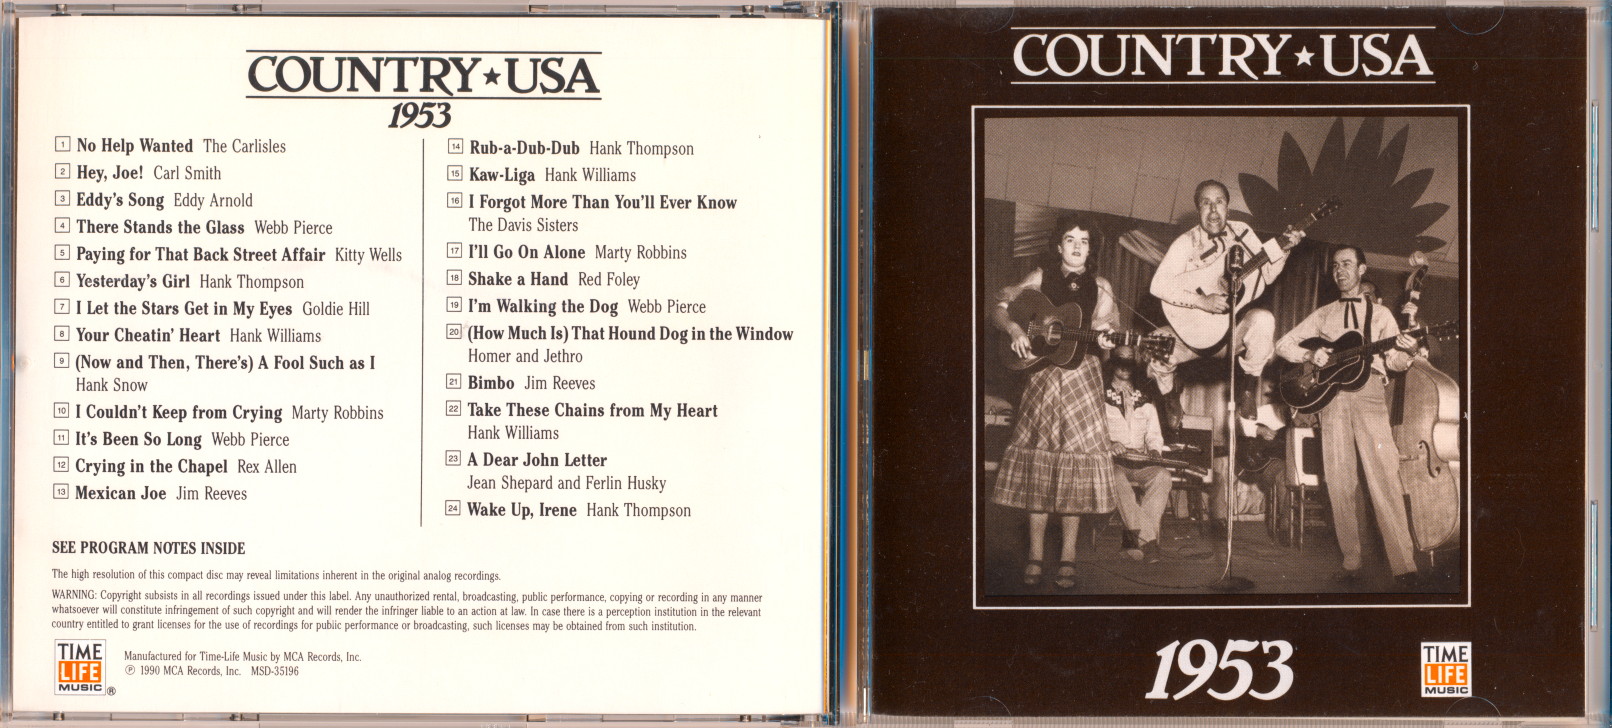 COUNTRY★USA
1953
1 No Help Wanted The Carlisles
2 Hey, Joe! Carl Smith
3 Eddy's Song Eddy Arnold
4 There Stands the Glass Webb Pierce
5 Paying for That Back Street Affair Kitty Wells
6 Yesterday's Girl Hank Thompson
7 I Let the Stars Get in My Eyes Goldie Hill
8 Your Cheatin' Heart Hank Williams
9 (Now and Then, There's) A Fool Such as I
Hank Snow
10 I Couldn't Keep from Crying Marty Robbins
11 It's Been So Long Webb Pierce
12 Crying in the Chapel Rex Allen
13 Mexican Joe Jim Reeves
14 Rub-a-Dub-Dub Hank Thompson
15 Kaw-Liga Hank Williams
16 I Forgot More Than You'll Ever Know
The Davis Sisters
17 I'll Go On Alone Marty Robbins
18 Shake a Hand Red Foley
19 I'm Walking the Dog Webb Pierce
20 (How Much Is) That Hound Dog in the Window
Homer and Jethro
21 Bimbo Jim Reeves
22 Take These Chains from My Heart
Hank Williams
23 A Dear John Letter
Jean Shepard and Ferlin Husky
24 Wake Up, Irene Hank Thompson
SEE PROGRAM NOTES INSIDE
The high resolution of this compact disc may reveal limitations inherent in the original analog recordings.
WARNING: Copyright subsists in all recordings issued under this label. Any unauthorized rental, broadcasting, public performance, copying or recording in any manner
whatsoever will constitute infringement of such copyright and will render the infringer liable to an action at law. In case there is a perception institution in the relevant
country entitled to grant licenses for the use of recordings for public performance or broadcasting, such licenses may be obtained from such institution.
TIME
LIFE
MUSIC
®
Manufactured for Time-Life Music by MCA Records, Inc.
℗ 1990 MCA Records, Inc. MSD-35196
COUNTRY★USA
1953
TIME
LIFE
MUSIC